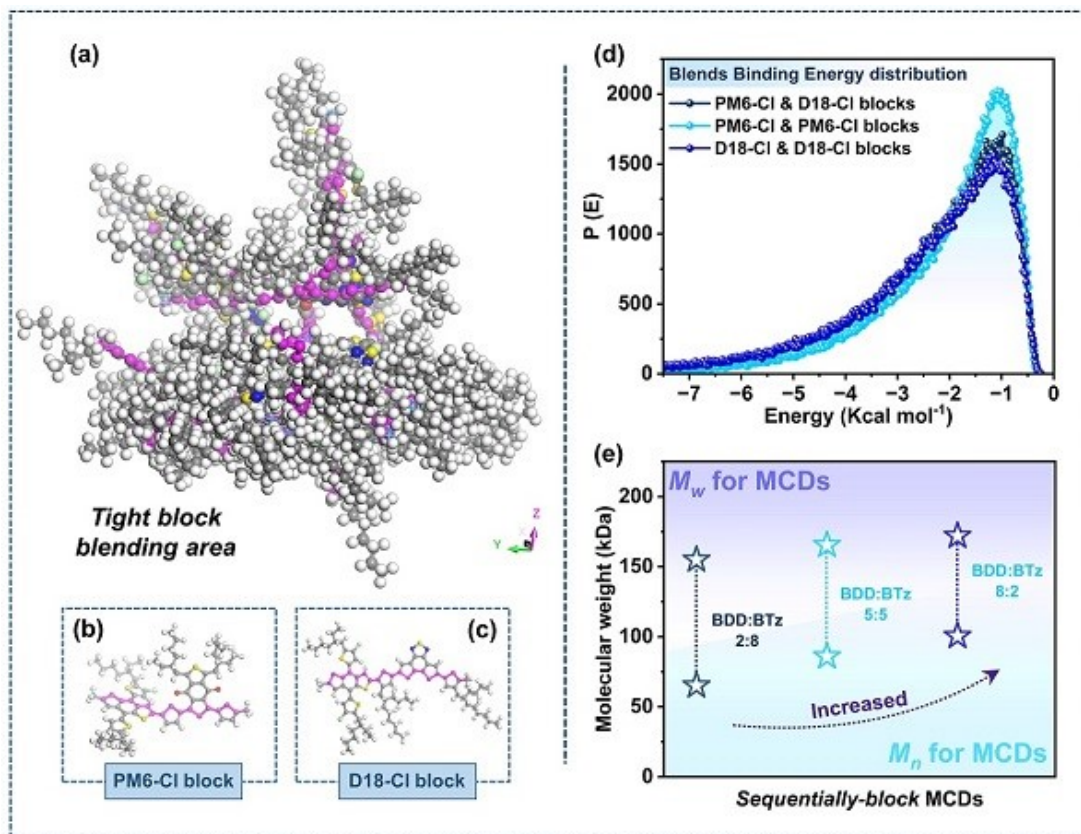 (a)
Tight block
blending area
Z
Y
(b)
PM6-Cl block
(c)
D18-Cl block
(d)
Blends Binding Energy distribution
PM6-Cl & D18-Cl blocks
PM6-Cl & PM6-Cl blocks
D18-Cl & D18-Cl blocks
P (E)
2000
1500
1000
500
0
−7 −6 −5 −4 −3 −2 −1 0
Energy (Kcal mol⁻¹)
(e)
Mw for MCDs
Molecular weight (kDa)
200
150
100
50
0
BDD:BTz
2:8
BDD:BTz
5:5
BDD:BTz
8:2
Increased
Mn for MCDs
Sequentially-block MCDs